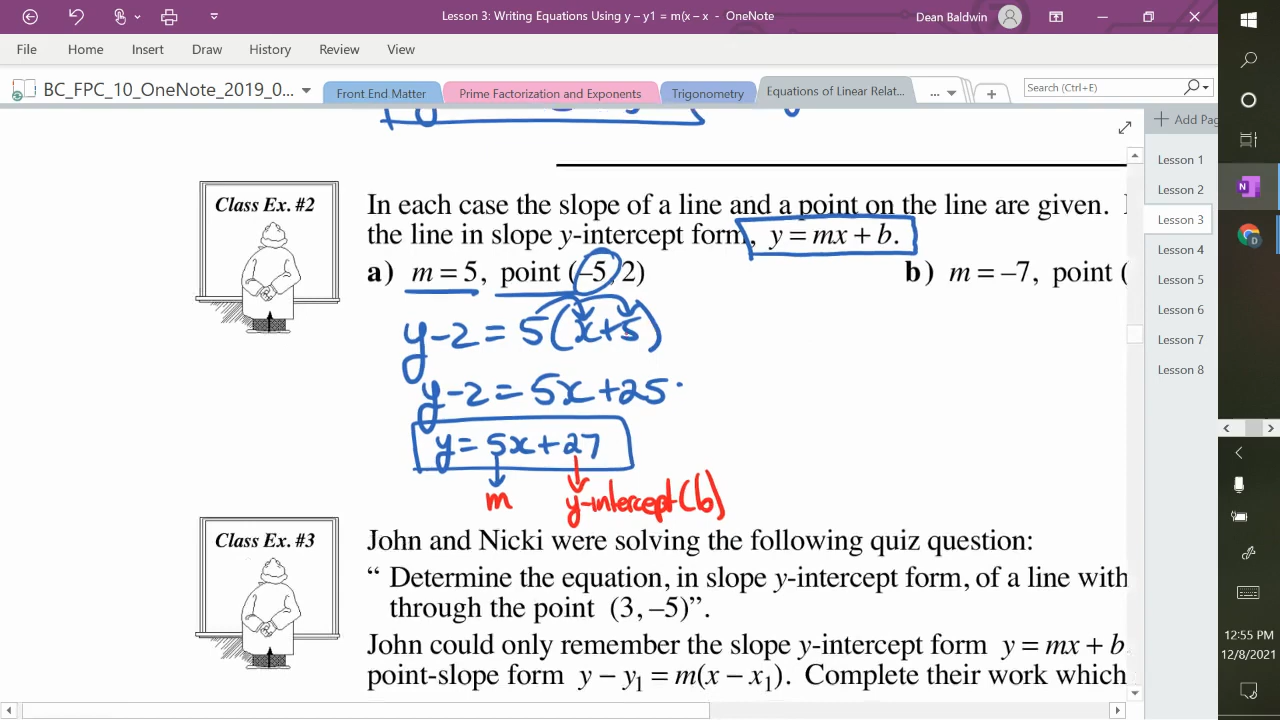 Lesson 3: Writing Equations Using y – y1 = m(x – x - OneNote
Dean Baldwin
File Home Insert Draw History Review View
BC_FPC_10_OneNote_2019_0...
Front End Matter
Prime Factorization and Exponents
Trigonometry
Equations of Linear Relat...
...
Search (Ctrl+E)
Add Pag
Lesson 1
Lesson 2
Lesson 3
Lesson 4
Lesson 5
Lesson 6
Lesson 7
Lesson 8
Class Ex. #2
In each case the slope of a line and a point on the line are given.
the line in slope y-intercept form, y = mx + b.
a) m = 5, point (–5, 2)
b) m = –7, point (
y-2 = 5(x+5)
y-2 = 5x+25
y = 5x+27
m y-intercept (b)
Class Ex. #3
John and Nicki were solving the following quiz question:
“ Determine the equation, in slope y-intercept form, of a line with
through the point (3, –5)”.
John could only remember the slope y-intercept form y = mx + b
point-slope form y – y₁ = m(x – x₁). Complete their work which
12:55 PM
12/8/2021